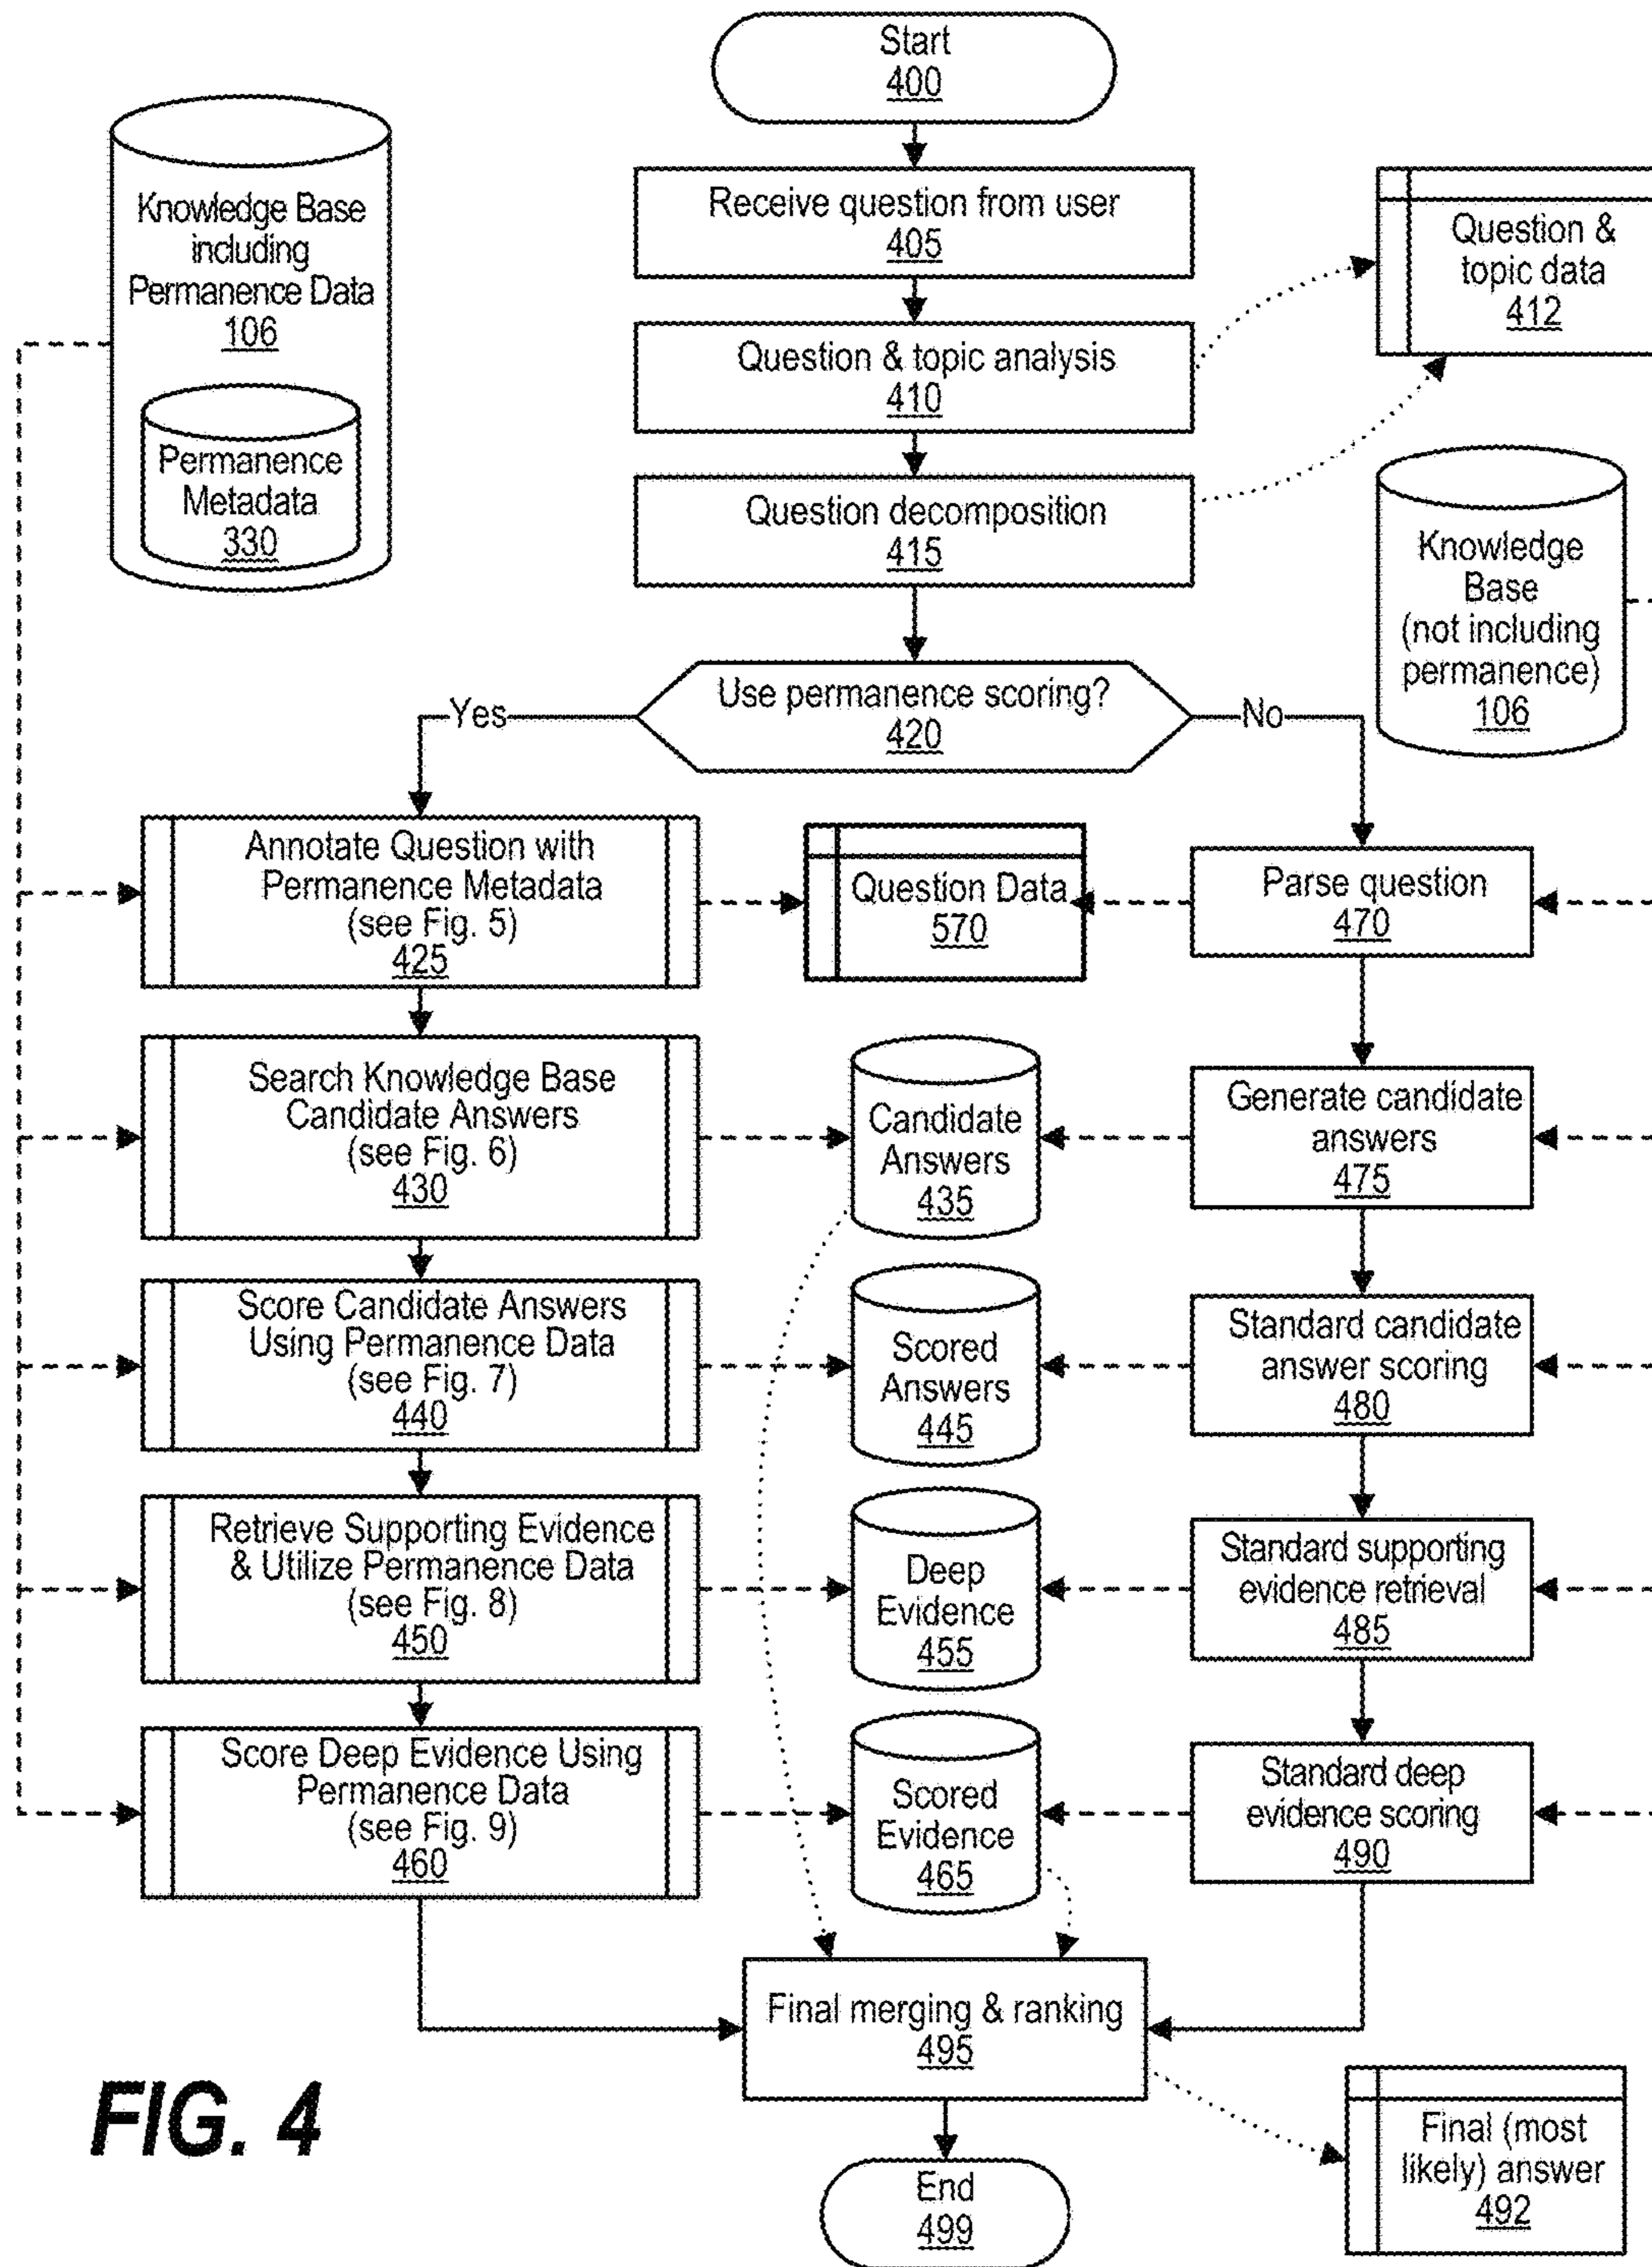 Start
400
Knowledge Base
including
Permanence Data
106
Permanence
Metadata
330
Receive question from user
405
Question & topic analysis
410
Question decomposition
415
Question &
topic data
412
Knowledge
Base
(not including
permanence)
106
Use permanence scoring?
420
Yes
No
Annotate Question with
Permanence Metadata
(see Fig. 5)
425
Question Data
570
Parse question
470
Search Knowledge Base
Candidate Answers
(see Fig. 6)
430
Candidate
Answers
435
Generate candidate
answers
475
Score Candidate Answers
Using Permanence Data
(see Fig. 7)
440
Scored
Answers
445
Standard candidate
answer scoring
480
Retrieve Supporting Evidence
& Utilize Permanence Data
(see Fig. 8)
450
Deep
Evidence
455
Standard supporting
evidence retrieval
485
Score Deep Evidence Using
Permanence Data
(see Fig. 9)
460
Scored
Evidence
465
Standard deep
evidence scoring
490
Final merging & ranking
495
FIG. 4
Final (most
likely) answer
492
End
499